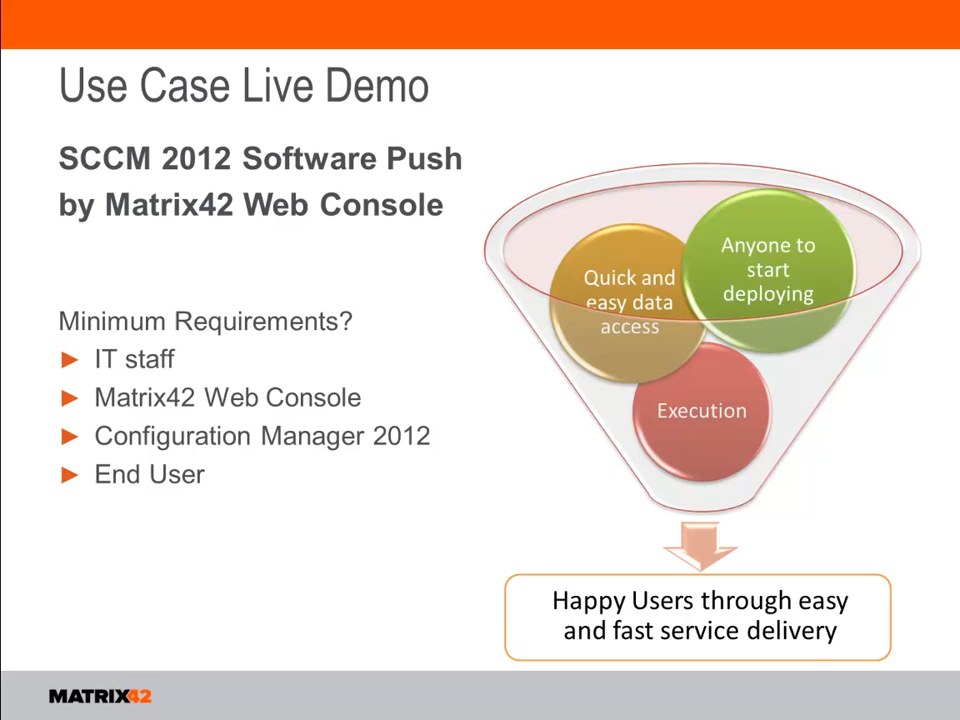 Use Case Live Demo
SCCM 2012 Software Push
by Matrix42 Web Console
Minimum Requirements?
► IT staff
► Matrix42 Web Console
► Configuration Manager 2012
► End User
Quick and
easy data
access
Anyone to
start
deploying
Execution
Happy Users through easy
and fast service delivery
MATRIX42